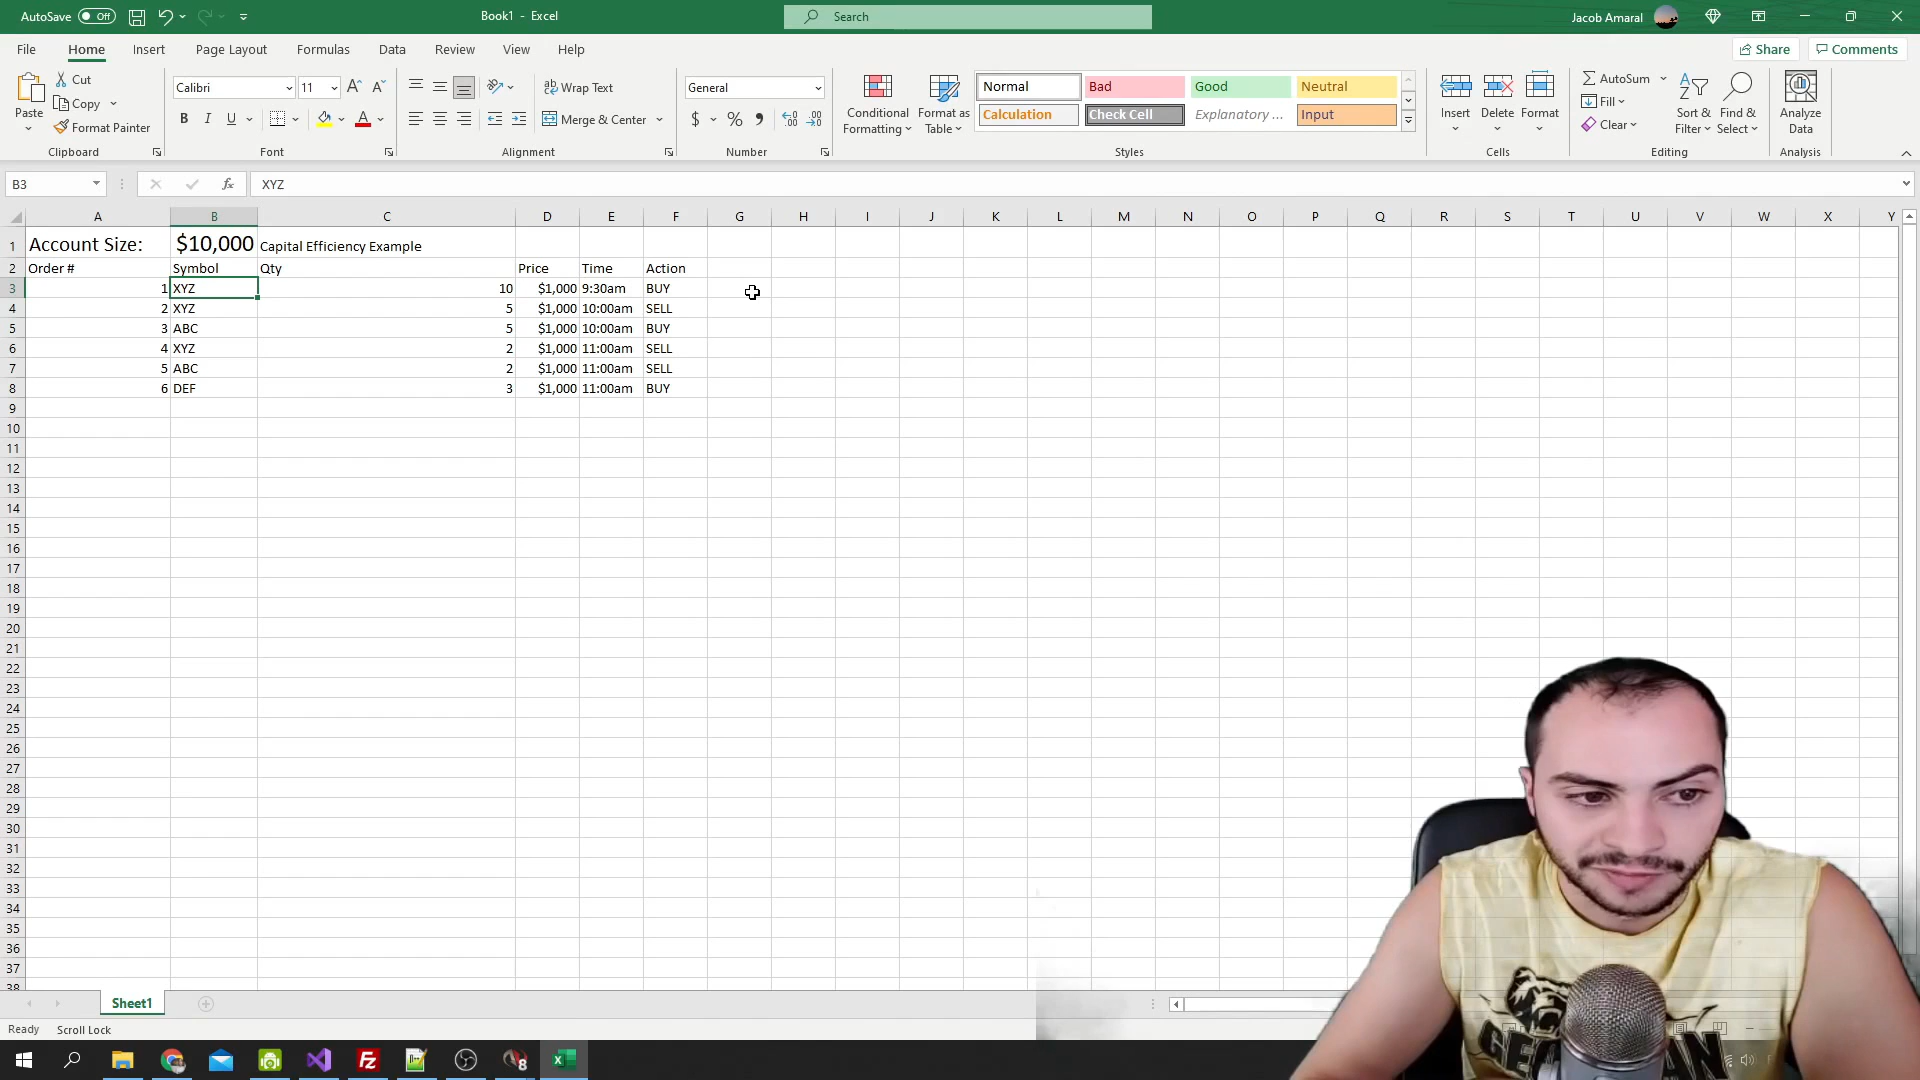 AutoSave Off Book1 - Excel Search Jacob Amaral
File Home Insert Page Layout Formulas Data Review View Help Share Comments
Paste Cut Copy Format Painter Clipboard
Calibri 11 B I U Font
Wrap Text Merge & Center Alignment
General $ % Number
Conditional Formatting Format as Table
Normal Bad Good Neutral
Calculation Check Cell Explanatory ... Input
Styles
Insert Delete Format Cells
AutoSum Fill Clear Sort & Filter Find & Select Editing
Analyze Data Analysis
B3 fx XYZ
A B C D E F G H I J K L M N O P Q R S T U V W X Y
1 Account Size: $10,000 Capital Efficiency Example
2 Order # Symbol Qty Price Time Action
3 1 XYZ 10 $1,000 9:30am BUY
4 2 XYZ 5 $1,000 10:00am SELL
5 3 ABC 5 $1,000 10:00am BUY
6 4 XYZ 2 $1,000 11:00am SELL
7 5 ABC 2 $1,000 11:00am SELL
8 6 DEF 3 $1,000 11:00am BUY
9
10
11
12
13
14
15
16
17
18
19
20
21
22
23
24
25
26
27
28
29
30
31
32
33
34
35
36
37
38
Sheet1
Ready Scroll Lock